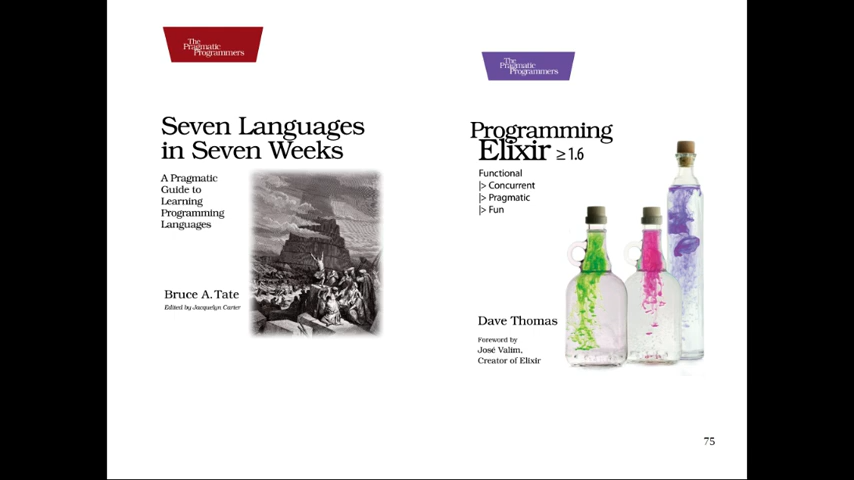 The
Pragmatic
Programmers
Seven Languages
in Seven Weeks
A Pragmatic
Guide to
Learning
Programming
Languages
Bruce A. Tate
Edited by Jacquelyn Carter
The
Pragmatic
Programmers
Programming
Elixir ≥ 1.6
Functional
|> Concurrent
|> Pragmatic
|> Fun
Dave Thomas
Foreword by
José Valim,
Creator of Elixir
75